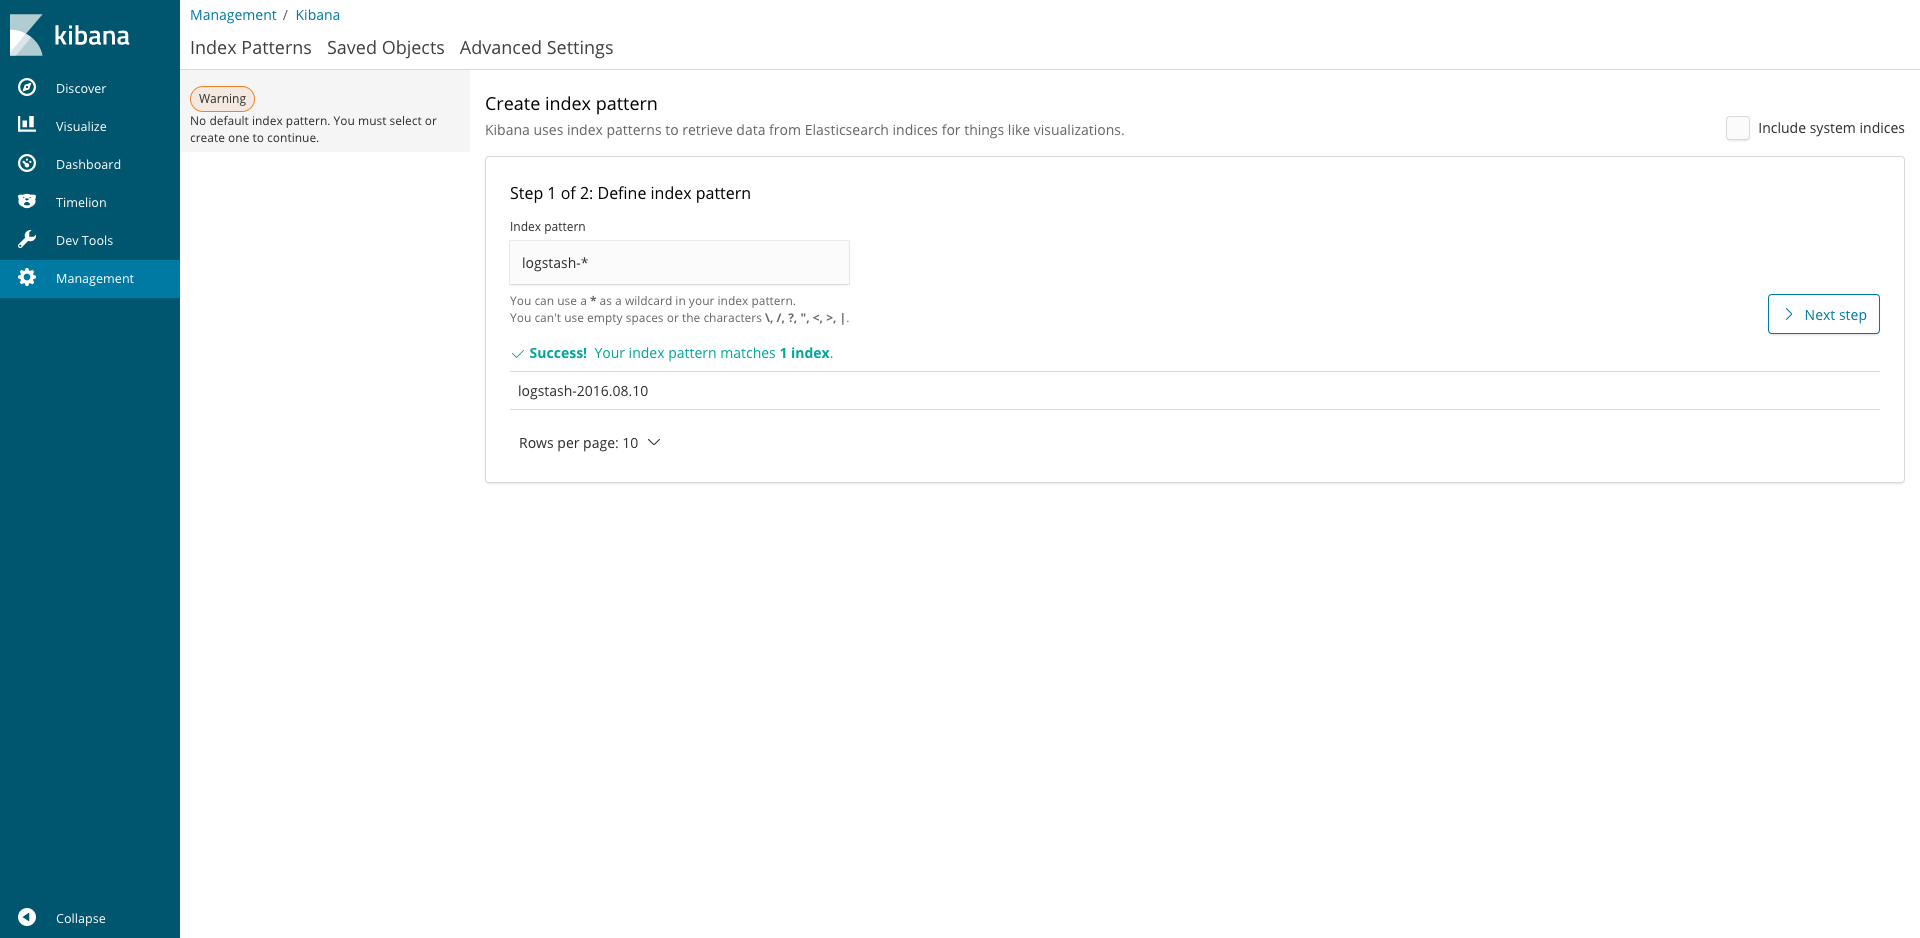 kibana
Discover
Visualize
Dashboard
Timelion
Dev Tools
Management
Collapse
Management / Kibana
Index Patterns Saved Objects Advanced Settings
Warning
No default index pattern. You must select or
create one to continue.
Create index pattern
Kibana uses index patterns to retrieve data from Elasticsearch indices for things like visualizations.
Include system indices
Step 1 of 2: Define index pattern
Index pattern
logstash-*
You can use a * as a wildcard in your index pattern.
You can't use empty spaces or the characters \, /, ?, ", <, >, |.
Next step
Success! Your index pattern matches 1 index.
logstash-2016.08.10
Rows per page: 10